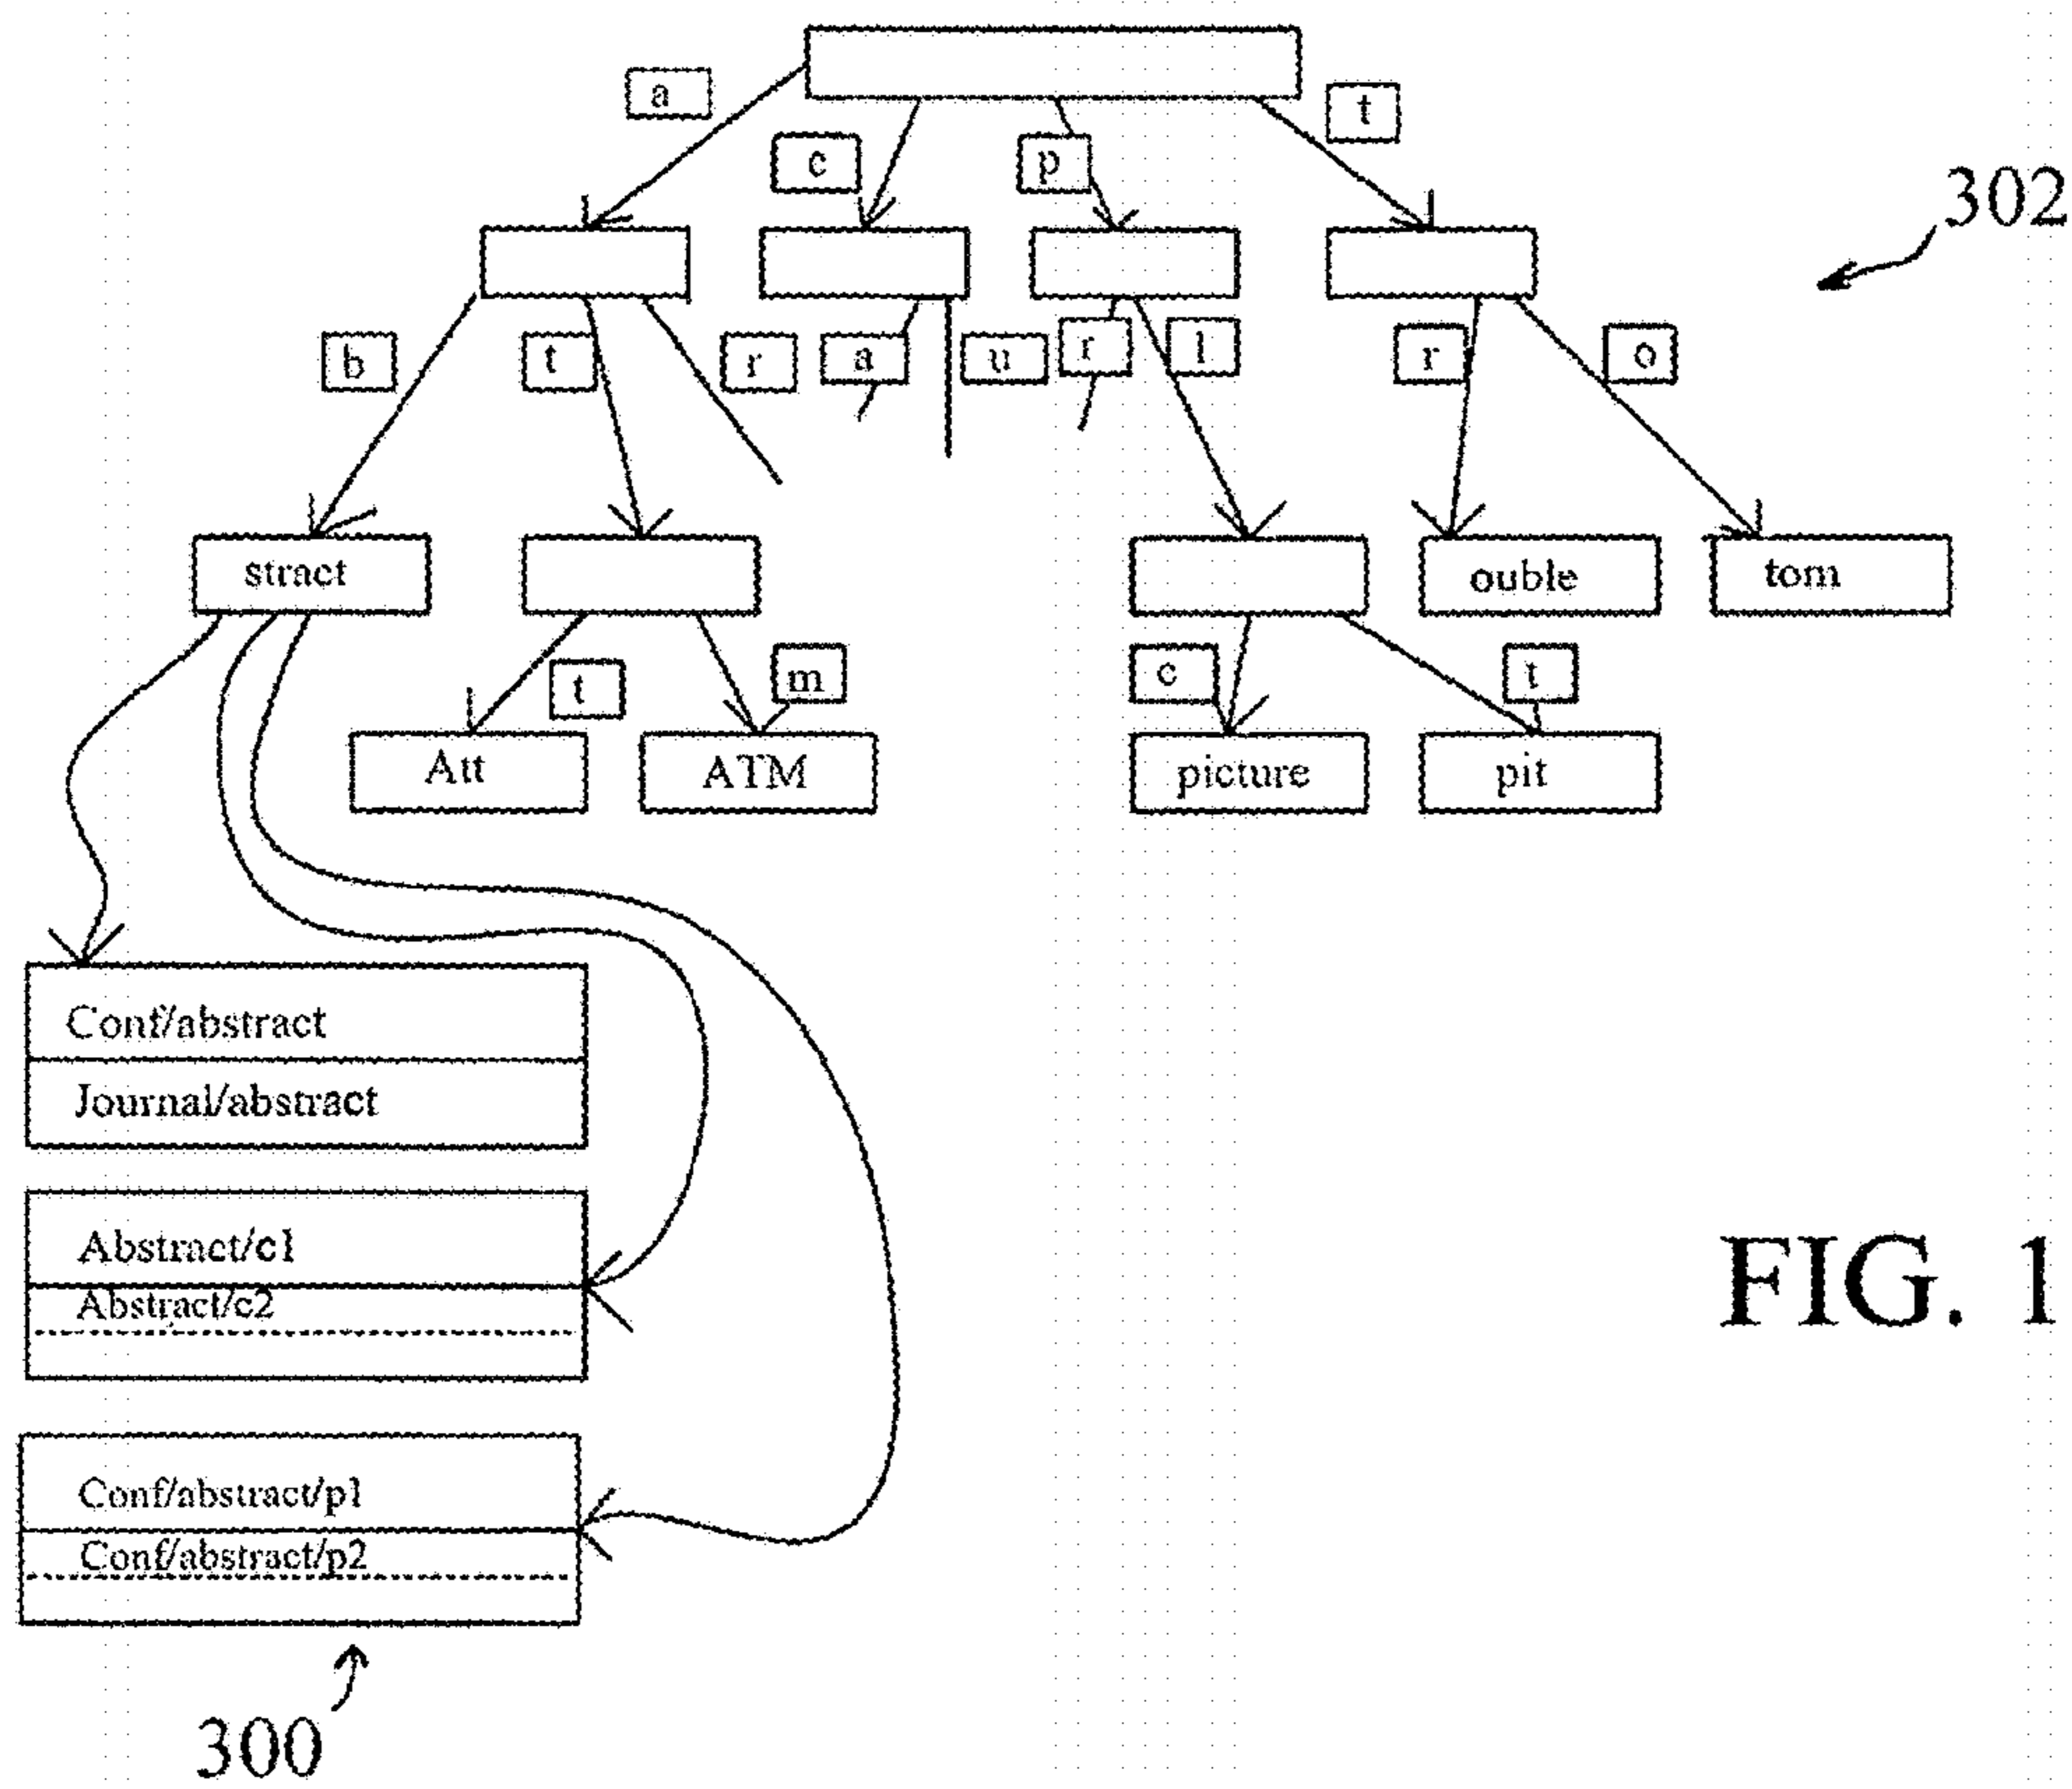 a
c
p
t
302
b
t
r
a
u
r
l
r
o
stract
ouble
tom
t
m
c
t
Att
ATM
picture
pit
Conf/abstract
Journal/abstract
Abstract/c1
Abstract/c2
Conf/abstract/p1
Conf/abstract/p2
FIG. 1
300